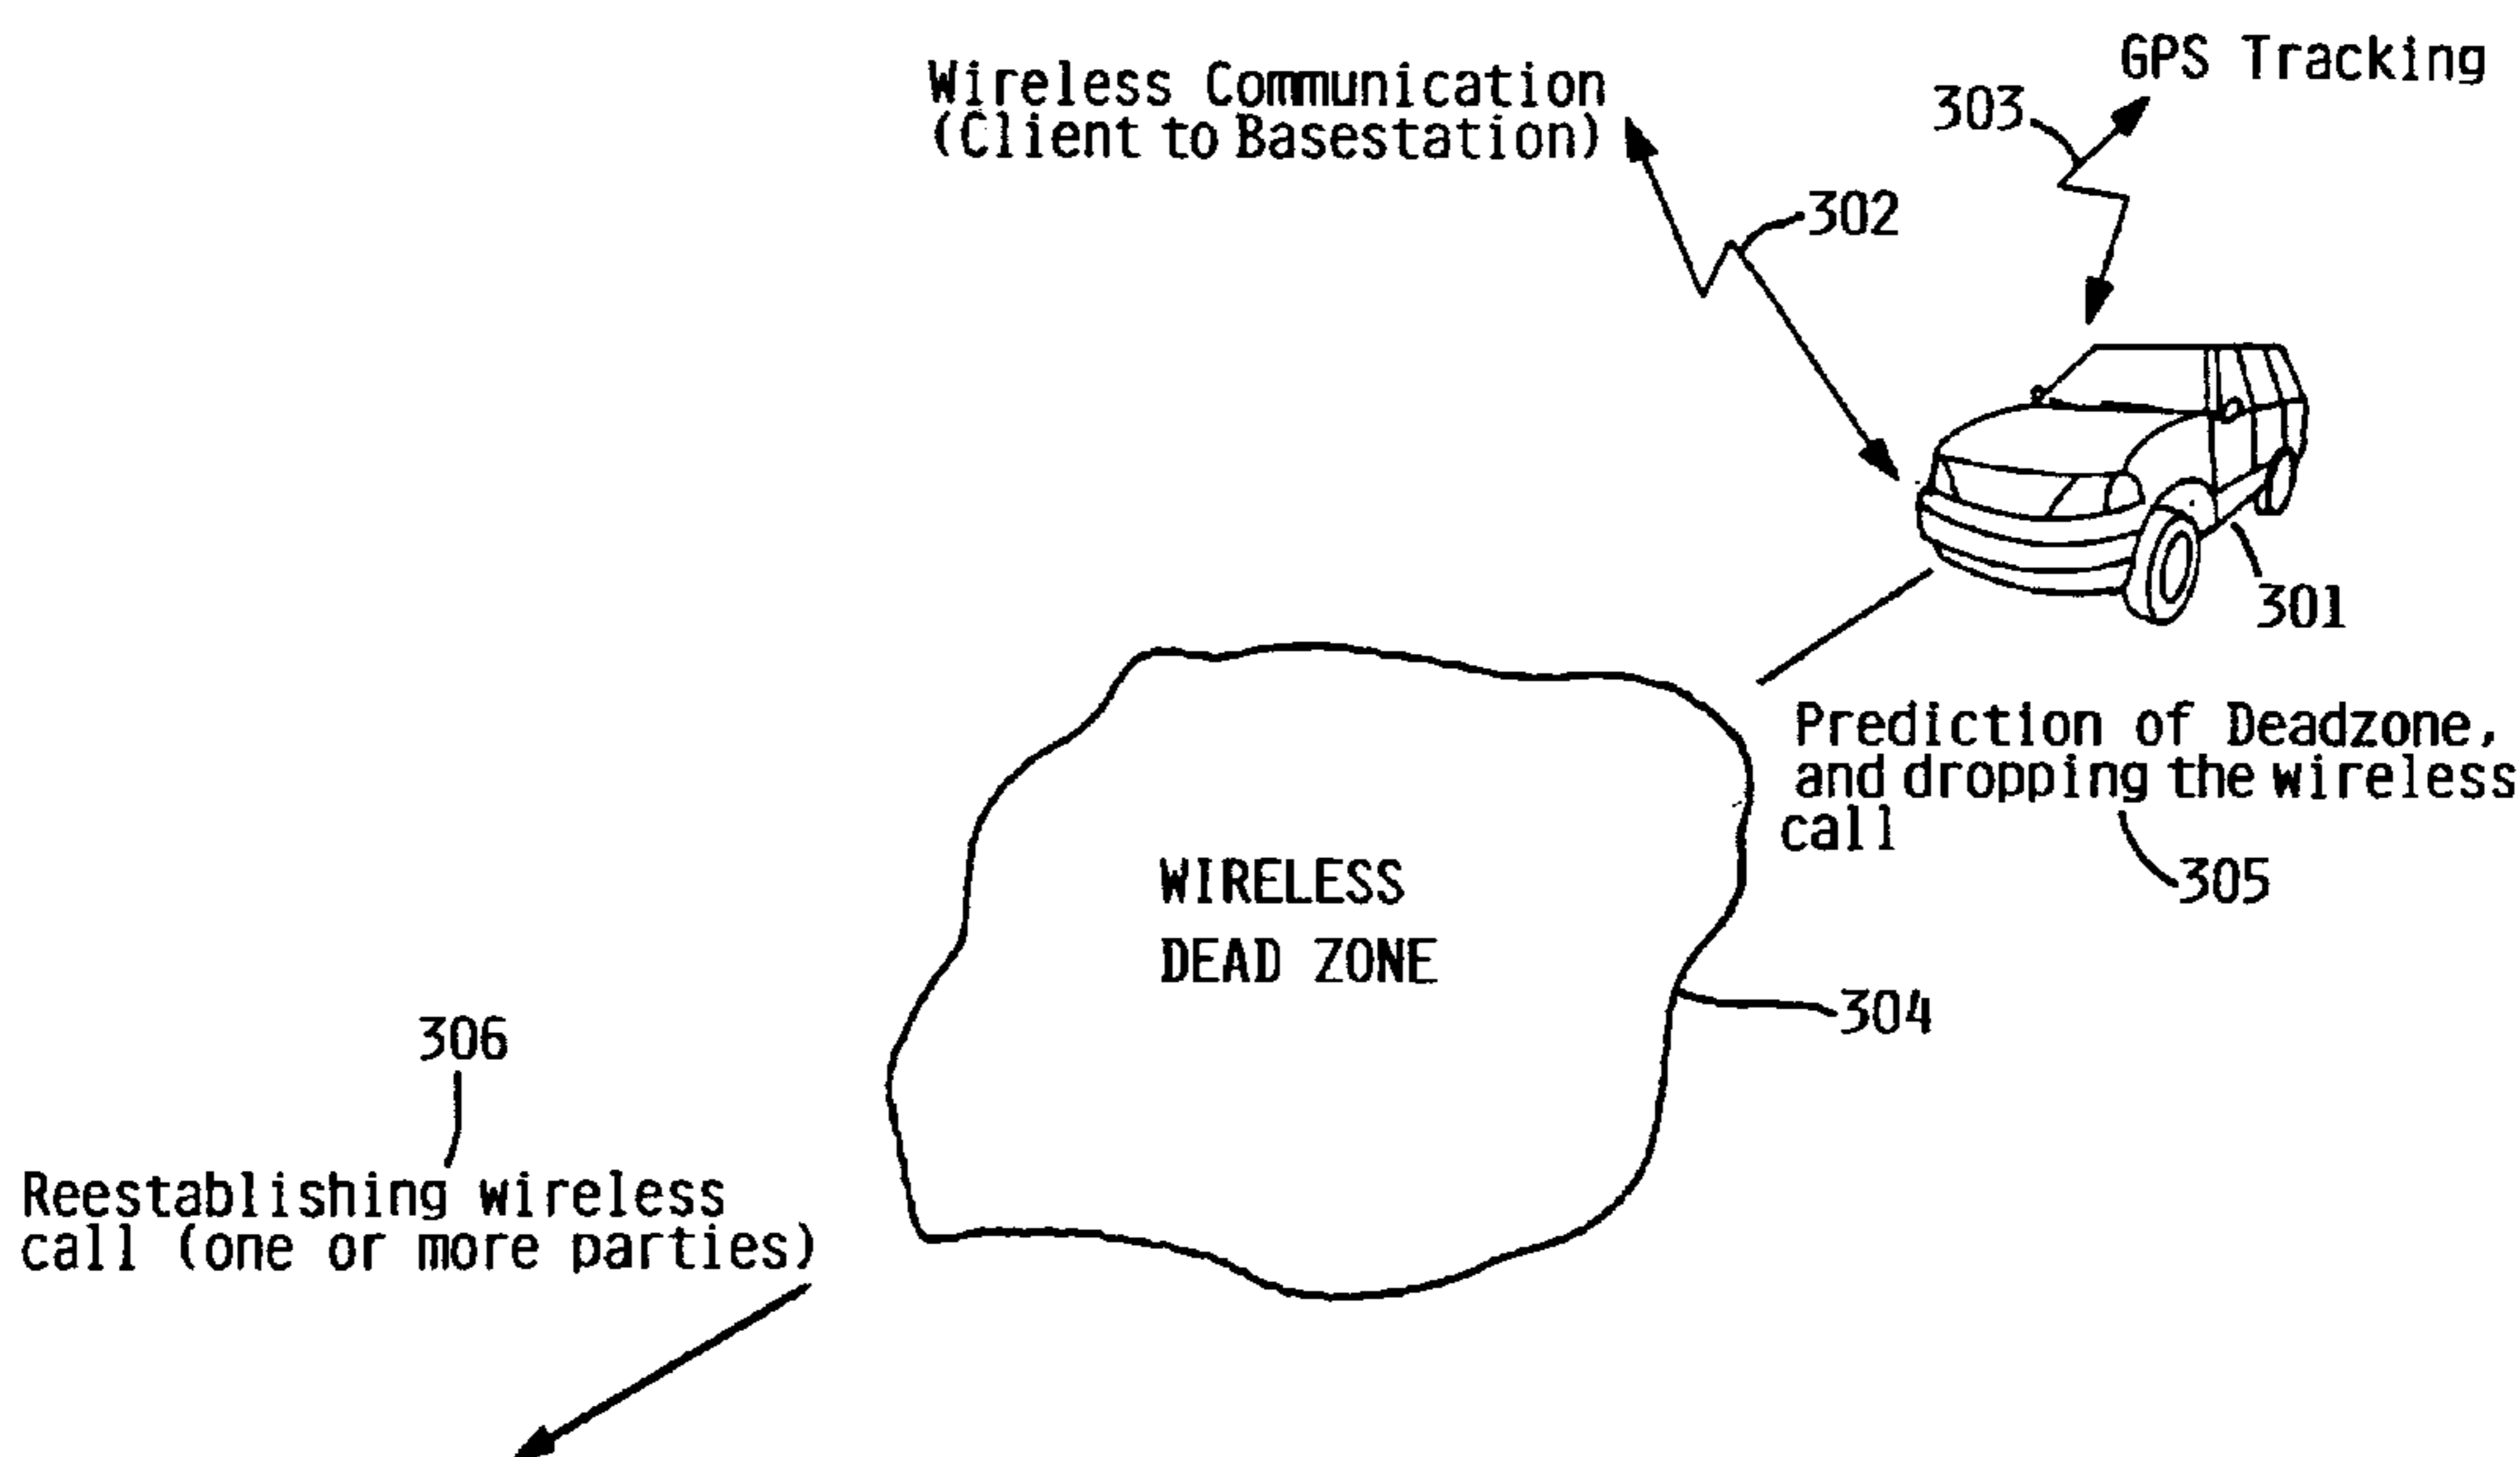 GPS Tracking
Wireless Communication
(Client to Basestation)
303
302
301
Prediction of Deadzone,
and dropping the wireless
call
305
WIRELESS
DEAD ZONE
304
306
Reestablishing wireless
call (one or more parties)